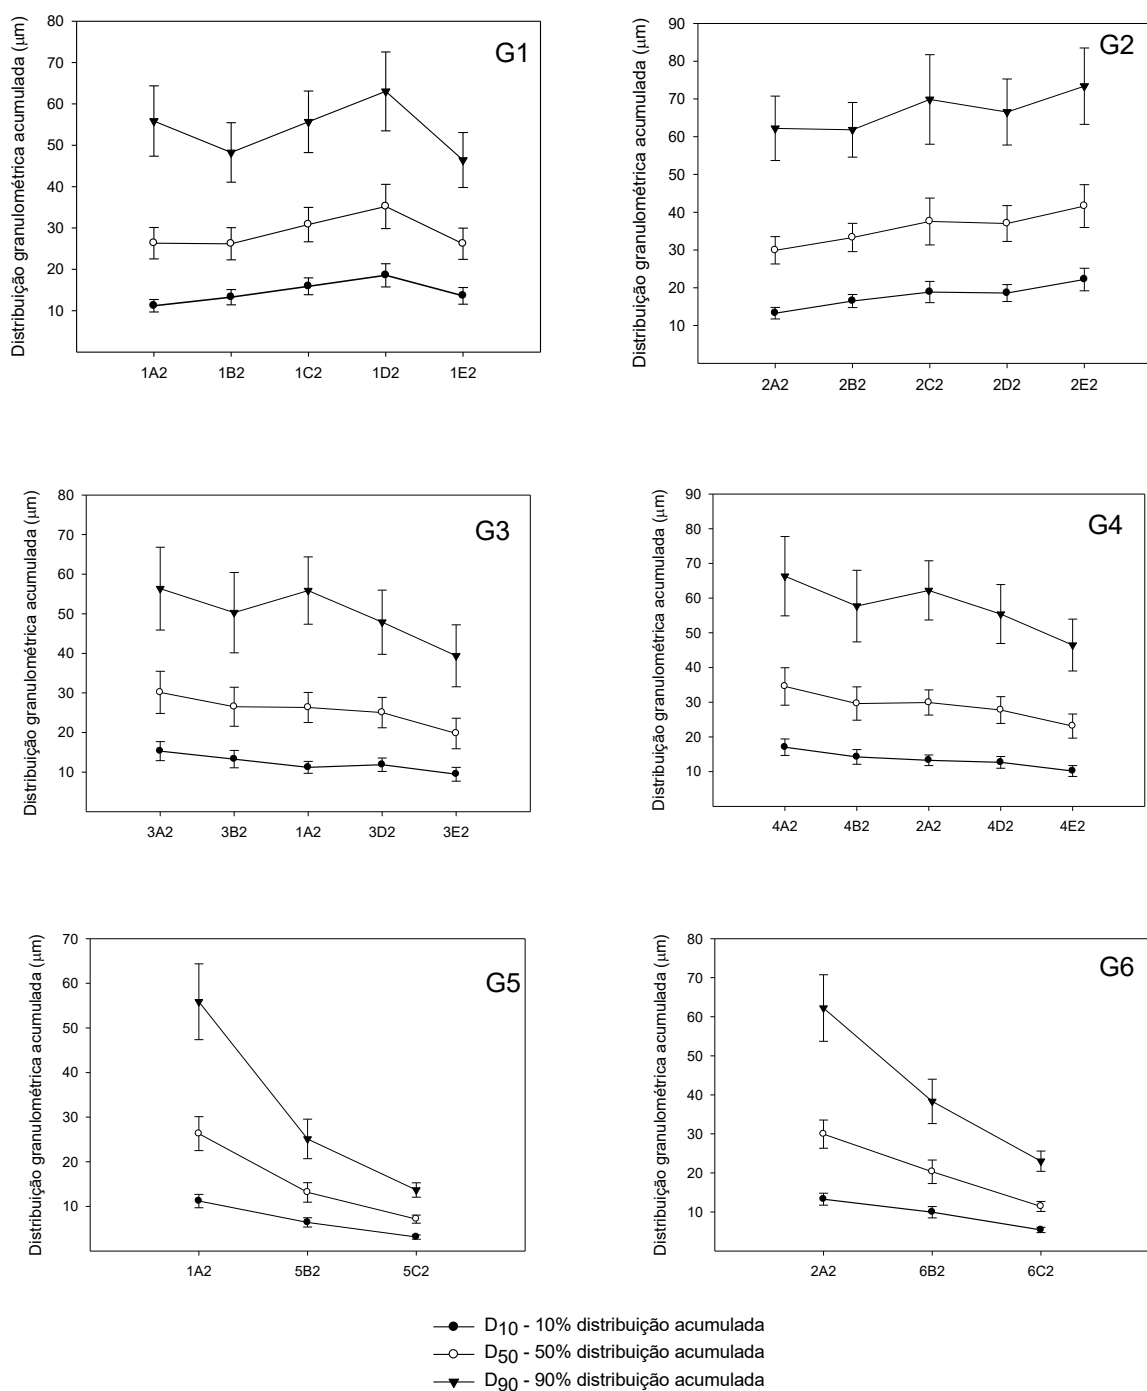 G1
Distribuição granulométrica acumulada (μm)
80
70
60
50
40
30
20
10
1A2 1B2 1C2 1D2 1E2
G2
Distribuição granulométrica acumulada (μm)
90
80
70
60
50
40
30
20
10
2A2 2B2 2C2 2D2 2E2
G3
Distribuição granulométrica acumulada (μm)
80
70
60
50
40
30
20
10
3A2 3B2 1A2 3D2 3E2
G4
Distribuição granulométrica acumulada (μm)
90
80
70
60
50
40
30
20
10
4A2 4B2 2A2 4D2 4E2
G5
Distribuição granulométrica acumulada (μm)
70
60
50
40
30
20
10
1A2 5B2 5C2
G6
Distribuição granulométrica acumulada (μm)
80
70
60
50
40
30
20
10
2A2 6B2 6C2
D10 - 10% distribuição acumulada
D50 - 50% distribuição acumulada
D90 - 90% distribuição acumulada